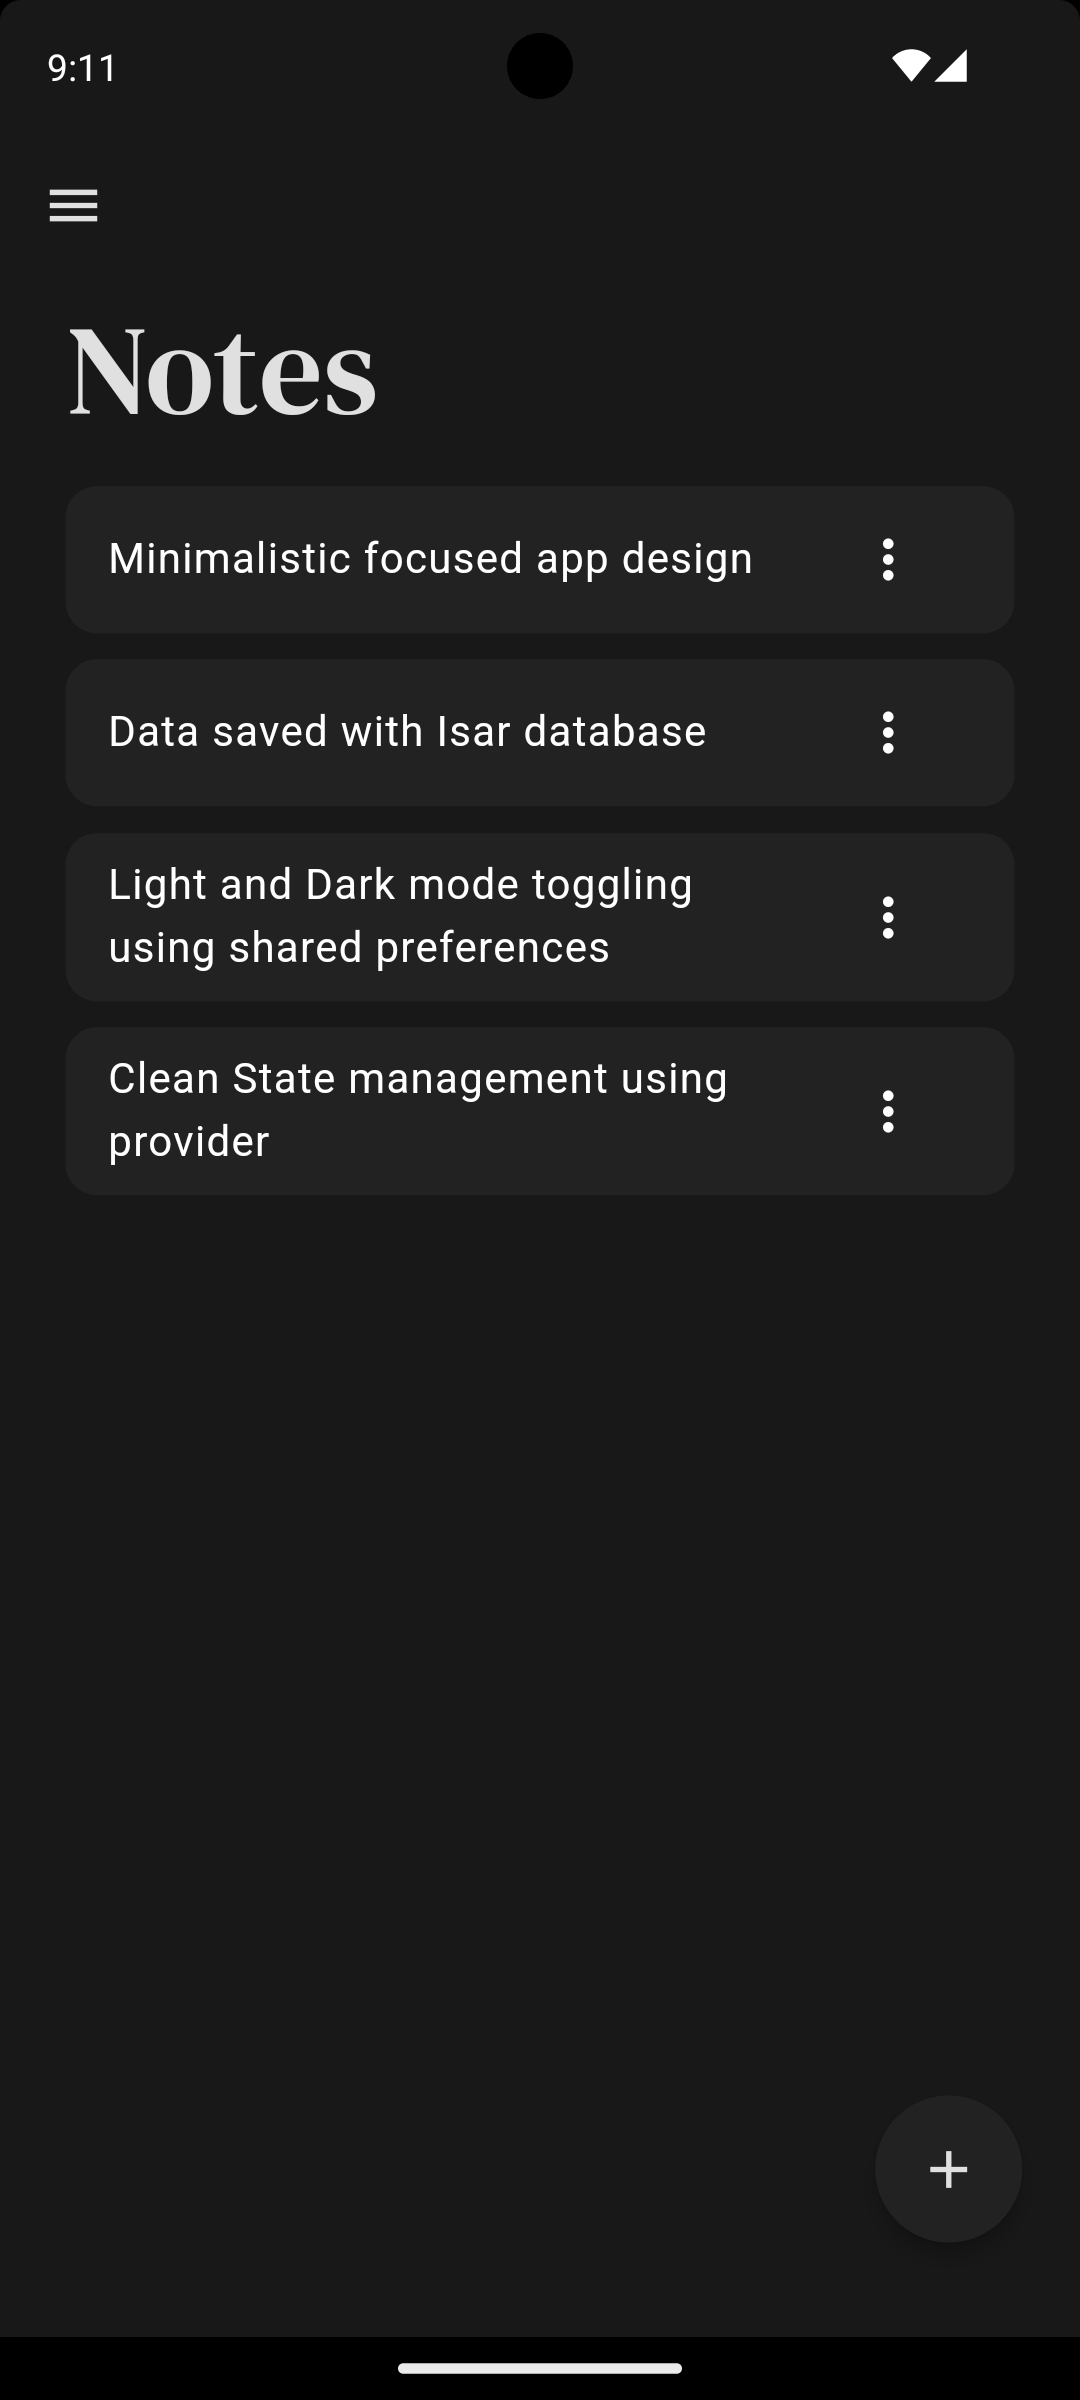 9:11
Notes
Minimalistic focused app design
Data saved with Isar database
Light and Dark mode toggling
using shared preferences
Clean State management using
provider